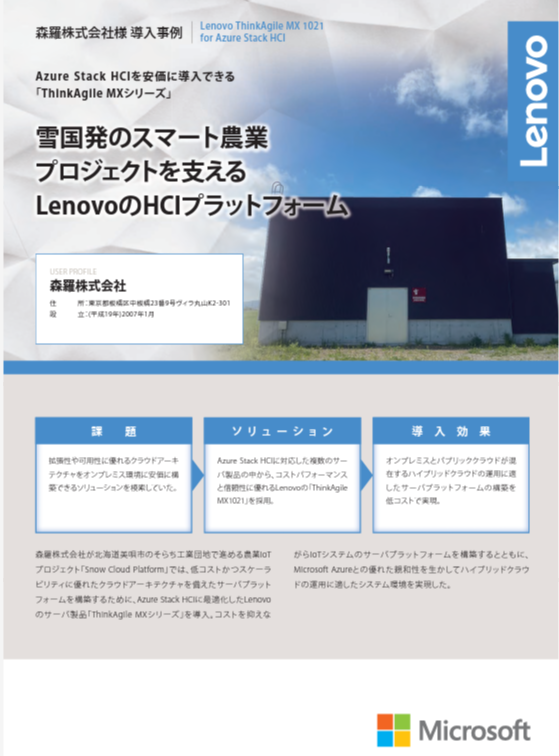 森羅株式会社様 導入事例
Lenovo ThinkAgile MX 1021
for Azure Stack HCI
Lenovo
Azure Stack HCIを安価に導入できる
「ThinkAgile MXシリーズ」
雪国発のスマート農業
プロジェクトを支える
LenovoのHCIプラットフォーム
USER PROFILE
森羅株式会社
住 所：東京都板橋区中板橋23番9号ヴィラ丸山K2-301
設 立：(平成19年)2007年1月
課 題
拡張性や可用性に優れるクラウドアーキ
テクチャをオンプレミス環境に安価に構
築できるソリューションを模索していた。
ソリューション
Azure Stack HCIに対応した複数のサー
バ製品の中から、コストパフォーマンス
と信頼性に優れるLenovoの「ThinkAgile
MX1021」を採用。
導 入 効 果
オンプレミスとパブリッククラウドが混
在するハイブリッドクラウドの運用に適
したサーバプラットフォームの構築を
低コストで実現。
森羅株式会社が北海道美唄市のそらち工業団地で進める農業IoT
プロジェクト「Snow Cloud Platform」では、低コストかつスケーラ
ビリティに優れたクラウドアーキテクチャを備えたサーバプラット
フォームを構築するために、Azure Stack HCIに最適化したLenovo
のサーバ製品「ThinkAgile MXシリーズ」を導入。コストを抑えな
がらIoTシステムのサーバプラットフォームを構築するとともに、
Microsoft Azureとの優れた親和性を生かしてハイブリッドクラウ
ドの運用に適したシステム環境を実現した。
Microsoft